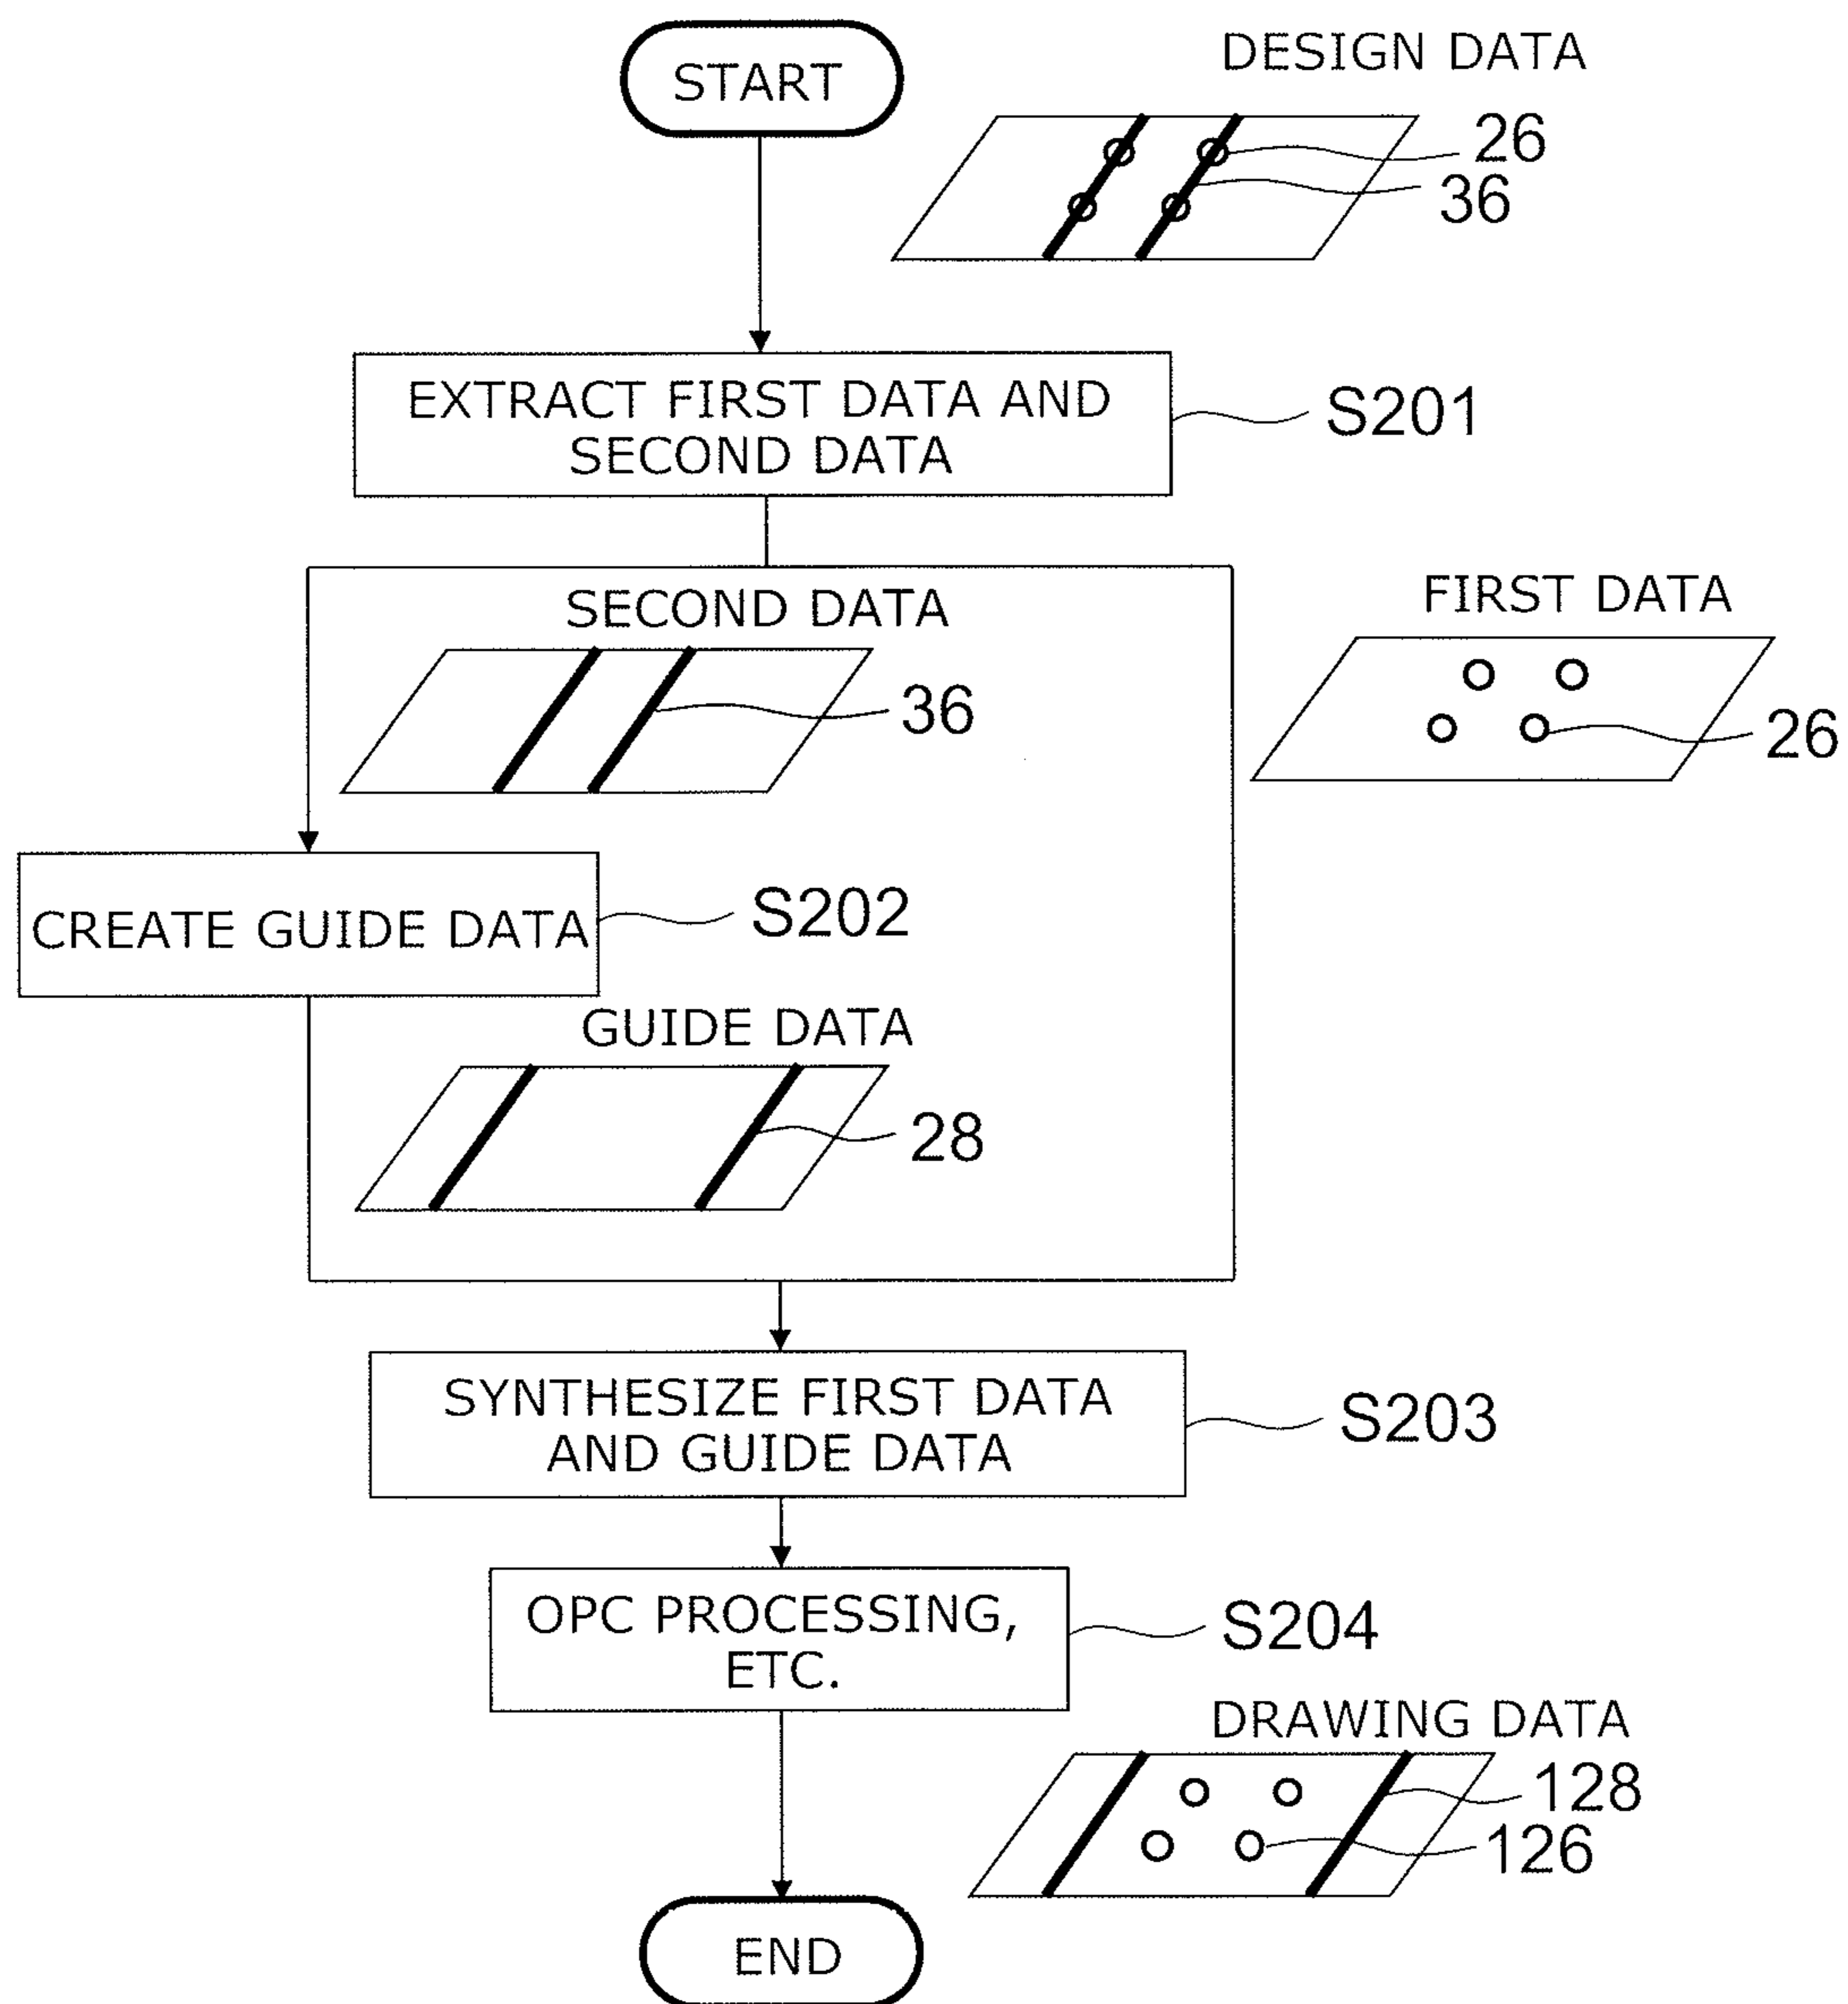 START
DESIGN DATA
26
36
EXTRACT FIRST DATA AND
SECOND DATA
S201
SECOND DATA
36
FIRST DATA
26
CREATE GUIDE DATA
S202
GUIDE DATA
28
SYNTHESIZE FIRST DATA
AND GUIDE DATA
S203
OPC PROCESSING,
ETC.
S204
DRAWING DATA
128
126
END